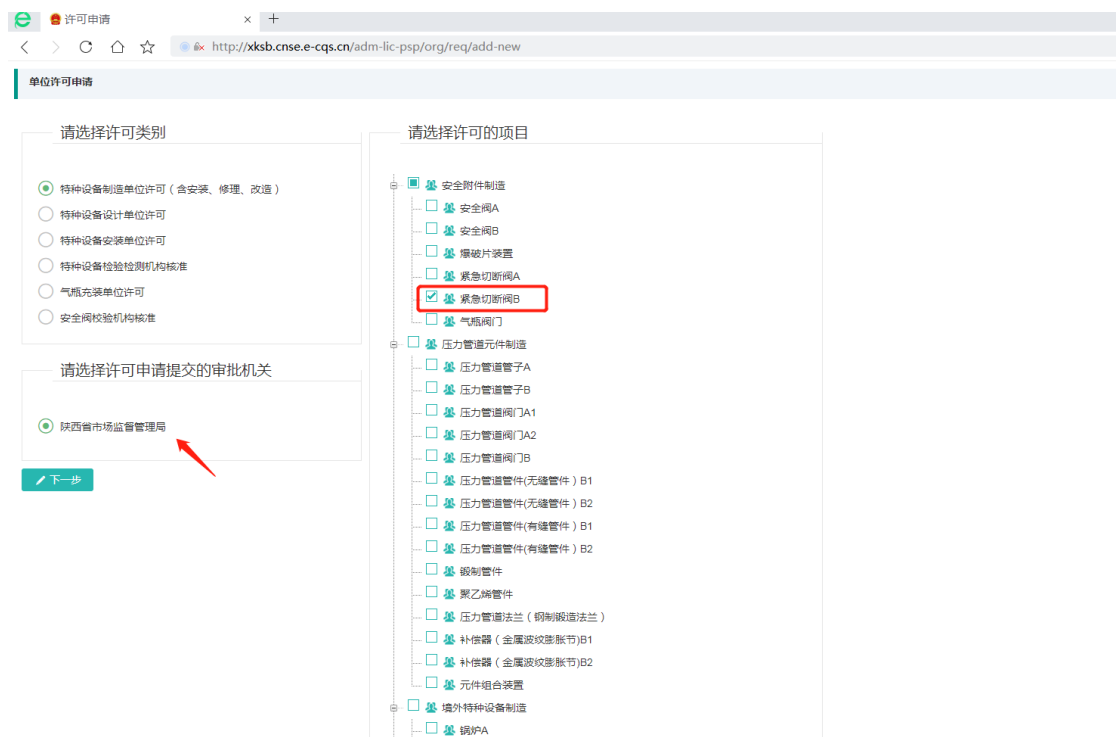 许可申请
http://xksb.cnse.e-cqs.cn/adm-lic-psp/org/req/add-new
单位许可申请
请选择许可类别
特种设备制造单位许可（含安装、修理、改造）
特种设备设计单位许可
特种设备安装单位许可
特种设备检验检测机构核准
气瓶充装单位许可
安全阀校验机构核准
请选择许可申请提交的审批机关
陕西省市场监督管理局
下一步
请选择许可的项目
安全附件制造
安全阀A
安全阀B
爆破片装置
紧急切断阀A
紧急切断阀B
气瓶阀门
压力管道元件制造
压力管道管子A
压力管道管子B
压力管道阀门A1
压力管道阀门A2
压力管道阀门B
压力管道管件(无缝管件）B1
压力管道管件(无缝管件）B2
压力管道管件(有缝管件）B1
压力管道管件(有缝管件）B2
锻制管件
聚乙烯管件
压力管道法兰（钢制锻造法兰）
补偿器（金属波纹膨胀节)B1
补偿器（金属波纹膨胀节)B2
元件组合装置
境外特种设备制造
锅炉A